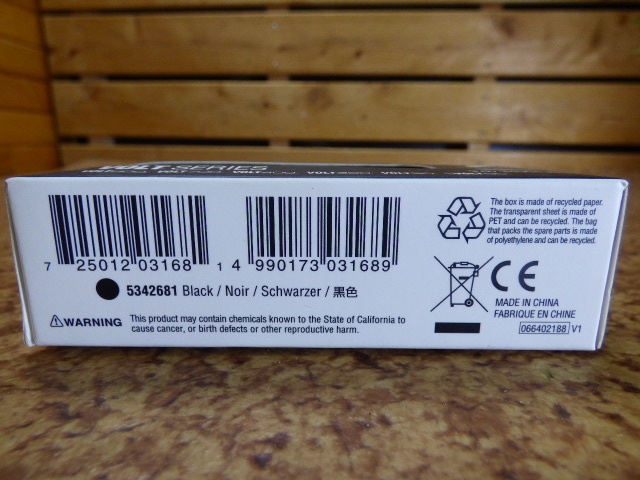 VOLT SERIES
7 25012 03168 1
4 990173 031689
5342681 Black / Noir / Schwarzer / 黑色
WARNING This product may contain chemicals known to the State of California to
cause cancer, or birth defects or other reproductive harm.
The box is made of recycled paper.
The transparent sheet is made of
PET and can be recycled. The bag
that packs the spare parts is made
of polyethylene and can be recycled.
CE
MADE IN CHINA
FABRIQUE EN CHINE
066402188 V1